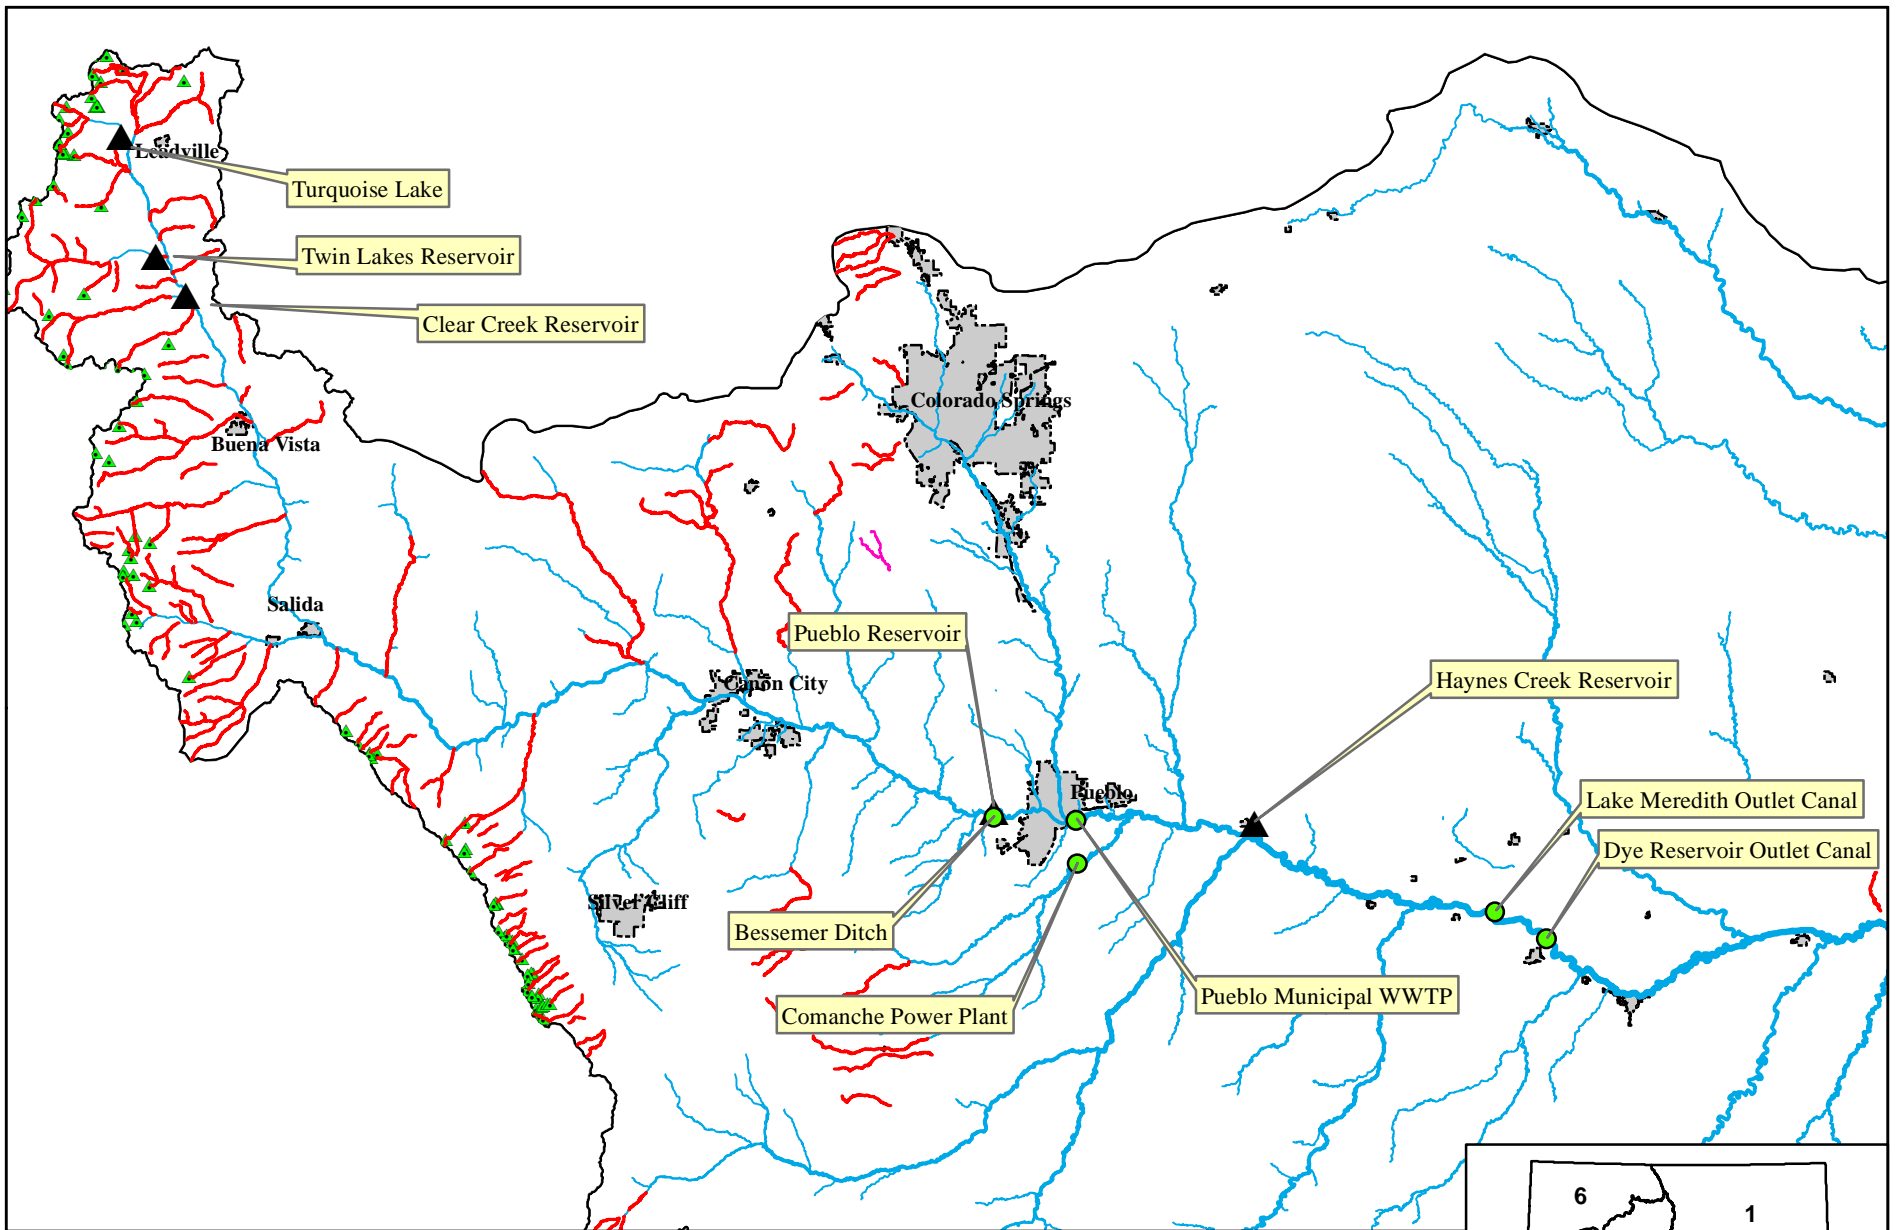 Leadville
Turquoise Lake
Twin Lakes Reservoir
Clear Creek Reservoir
Colorado Springs
Buena Vista
Salida
Pueblo Reservoir
Canon City
Haynes Creek Reservoir
Pueblo
Lake Meredith Outlet Canal
Dye Reservoir Outlet Canal
Silver Cliff
Bessemer Ditch
Pueblo Municipal WWTP
Comanche Power Plant
6
1